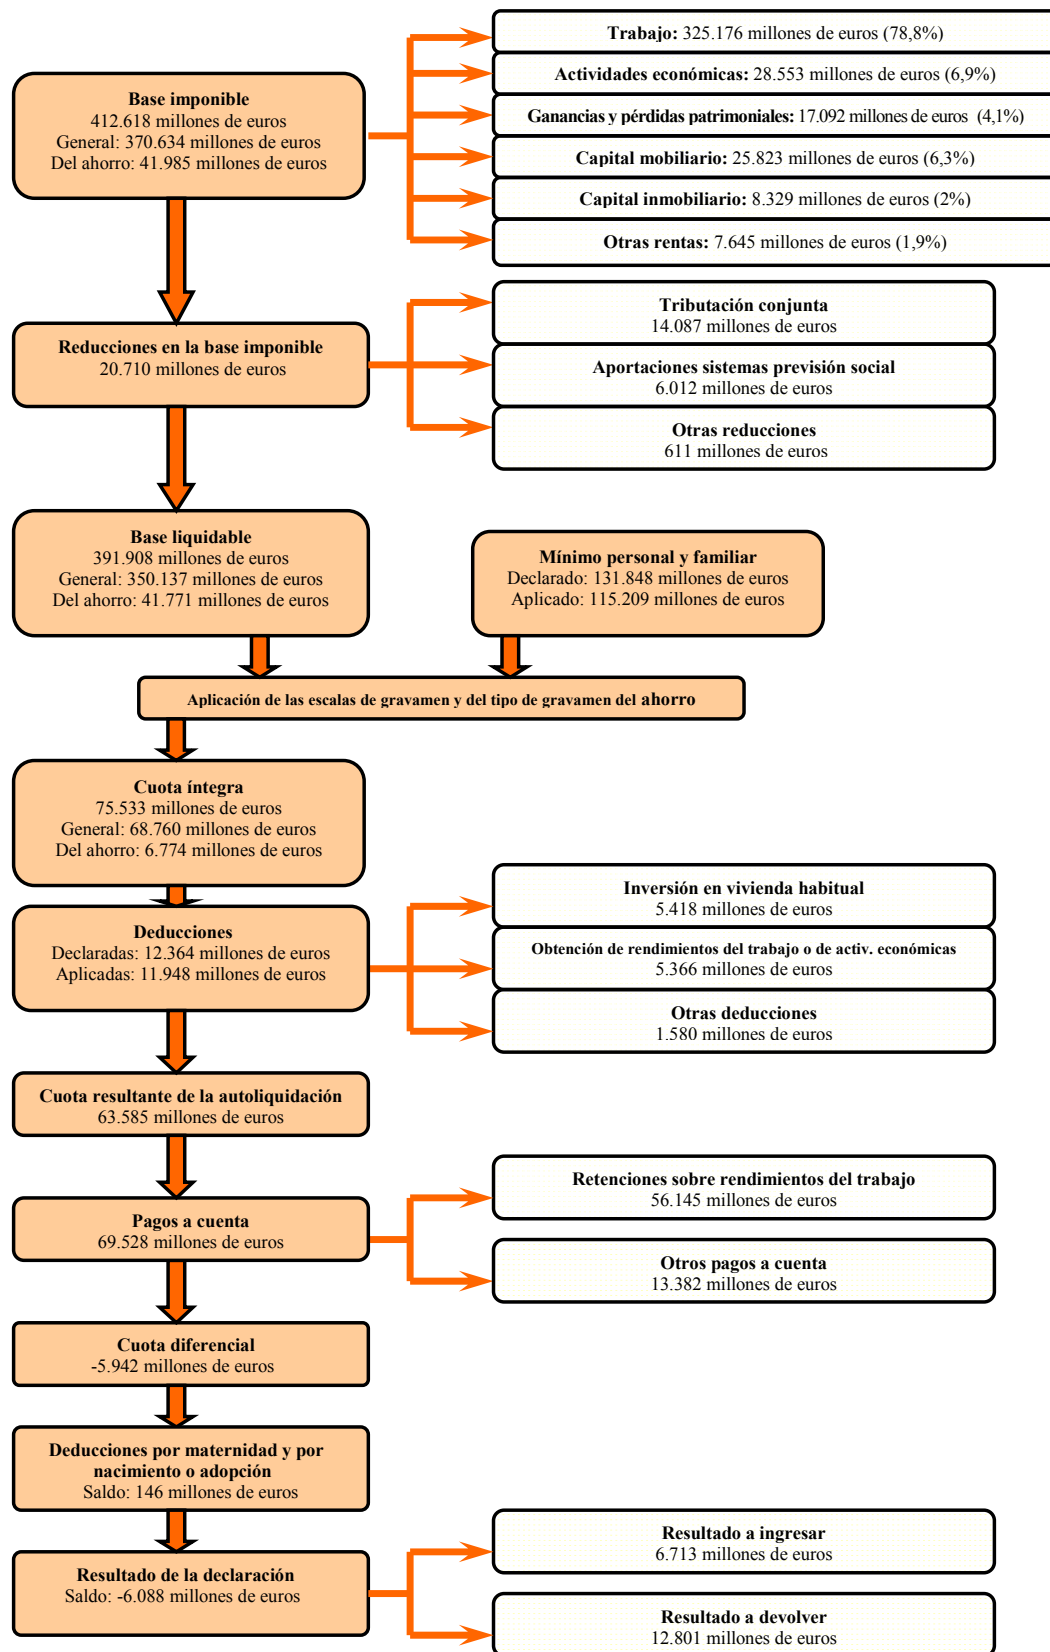 Trabajo: 325.176 millones de euros (78,8%)
Actividades económicas: 28.553 millones de euros (6,9%)
Base imponible
412.618 millones de euros
General: 370.634 millones de euros
Del ahorro: 41.985 millones de euros
Ganancias y pérdidas patrimoniales: 17.092 millones de euros (4,1%)
Capital mobiliario: 25.823 millones de euros (6,3%)
Capital inmobiliario: 8.329 millones de euros (2%)
Otras rentas: 7.645 millones de euros (1,9%)
Reducciones en la base imponible
20.710 millones de euros
Tributación conjunta
14.087 millones de euros
Aportaciones sistemas previsión social
6.012 millones de euros
Otras reducciones
611 millones de euros
Base liquidable
391.908 millones de euros
General: 350.137 millones de euros
Del ahorro: 41.771 millones de euros
Mínimo personal y familiar
Declarado: 131.848 millones de euros
Aplicado: 115.209 millones de euros
Aplicación de las escalas de gravamen y del tipo de gravamen del ahorro
Cuota íntegra
75.533 millones de euros
General: 68.760 millones de euros
Del ahorro: 6.774 millones de euros
Deducciones
Declaradas: 12.364 millones de euros
Aplicadas: 11.948 millones de euros
Inversión en vivienda habitual
5.418 millones de euros
Obtención de rendimientos del trabajo o de activ. económicas
5.366 millones de euros
Otras deducciones
1.580 millones de euros
Cuota resultante de la autoliquidación
63.585 millones de euros
Pagos a cuenta
69.528 millones de euros
Retenciones sobre rendimientos del trabajo
56.145 millones de euros
Otros pagos a cuenta
13.382 millones de euros
Cuota diferencial
-5.942 millones de euros
Deducciones por maternidad y por
nacimiento o adopción
Saldo: 146 millones de euros
Resultado de la declaración
Saldo: -6.088 millones de euros
Resultado a ingresar
6.713 millones de euros
Resultado a devolver
12.801 millones de euros